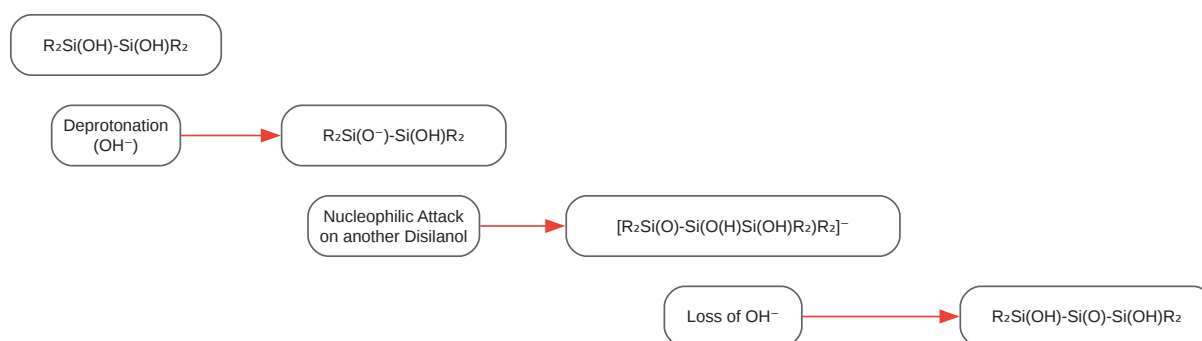 R₂Si(OH)-Si(OH)R₂
Deprotonation
(OH⁻)
R₂Si(O⁻)-Si(OH)R₂
Nucleophilic Attack
on another Disilanol
[R₂Si(O)-Si(O(H)Si(OH)R₂)R₂]⁻
Loss of OH⁻
R₂Si(OH)-Si(O)-Si(OH)R₂